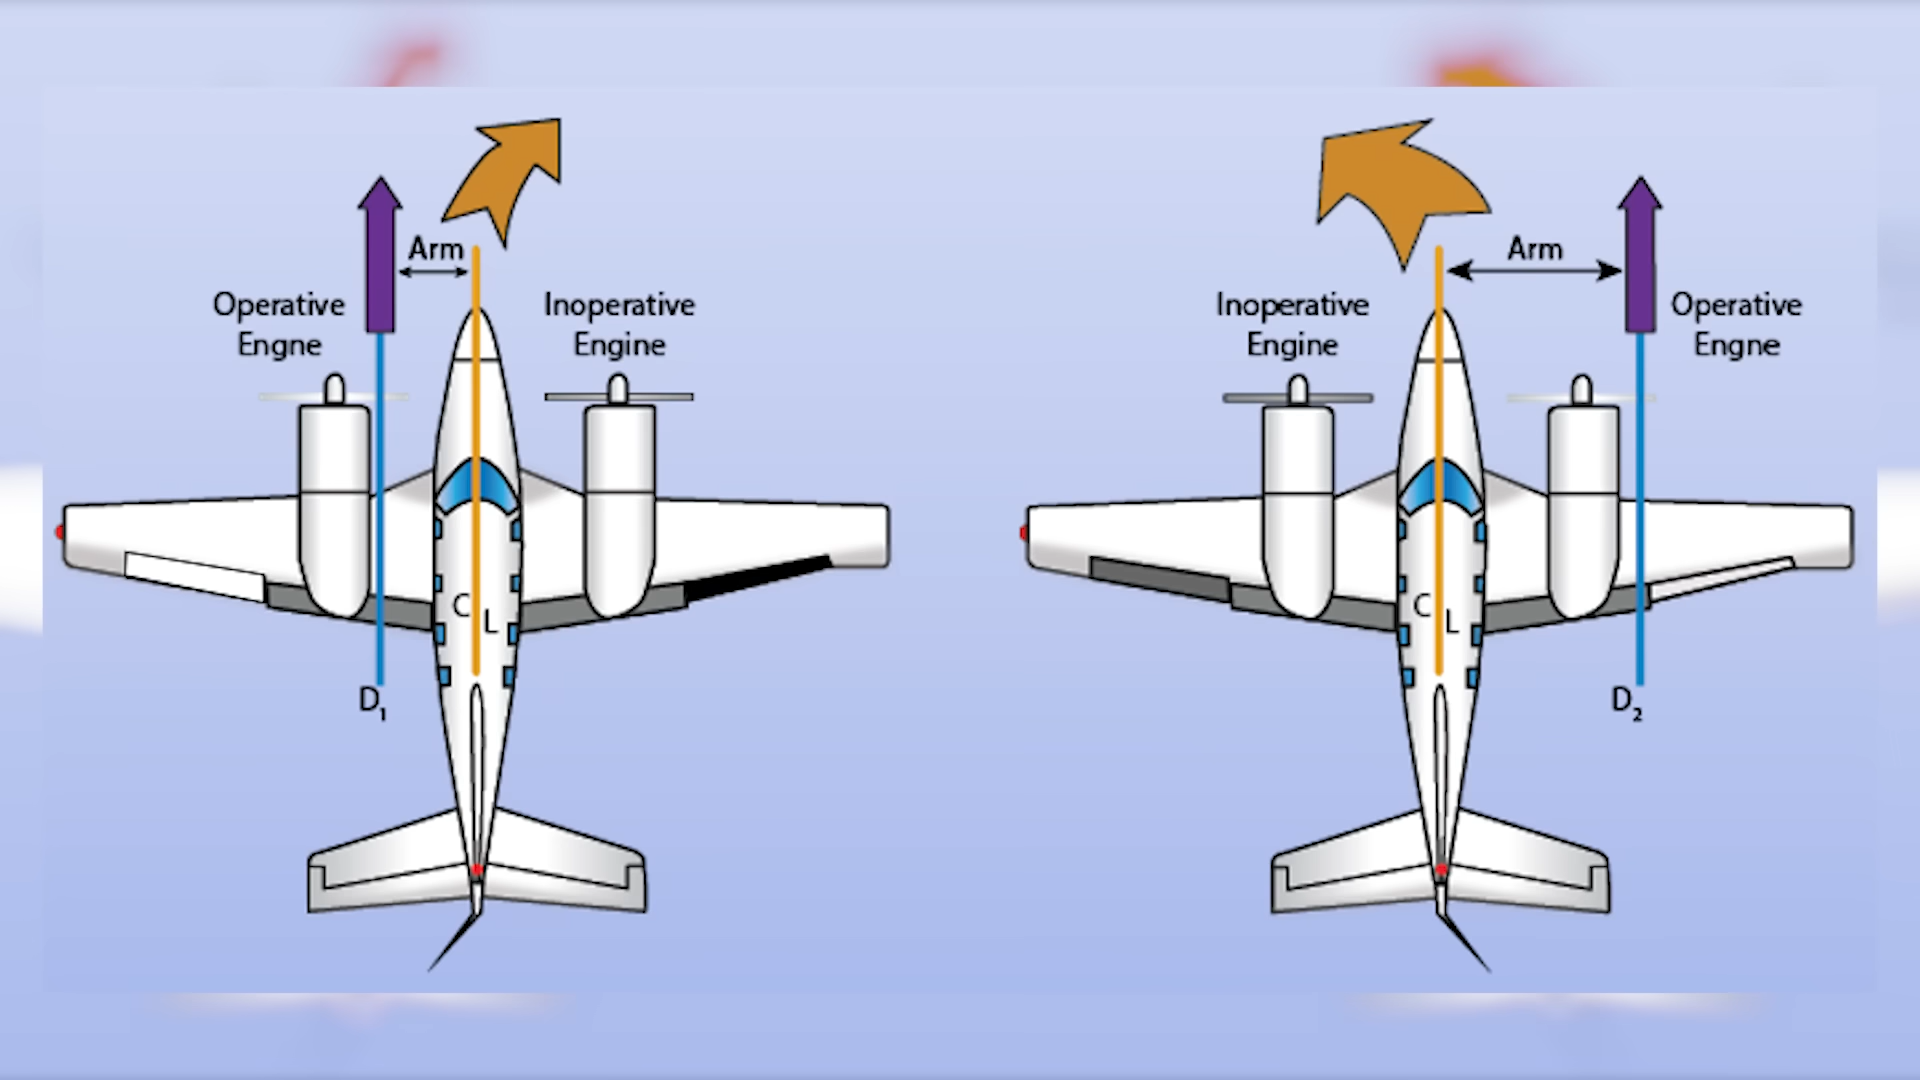 Arm
Operative
Engne
Inoperative
Engine
C L
D1
Arm
Inoperative
Engine
Operative
Engne
C L
D2